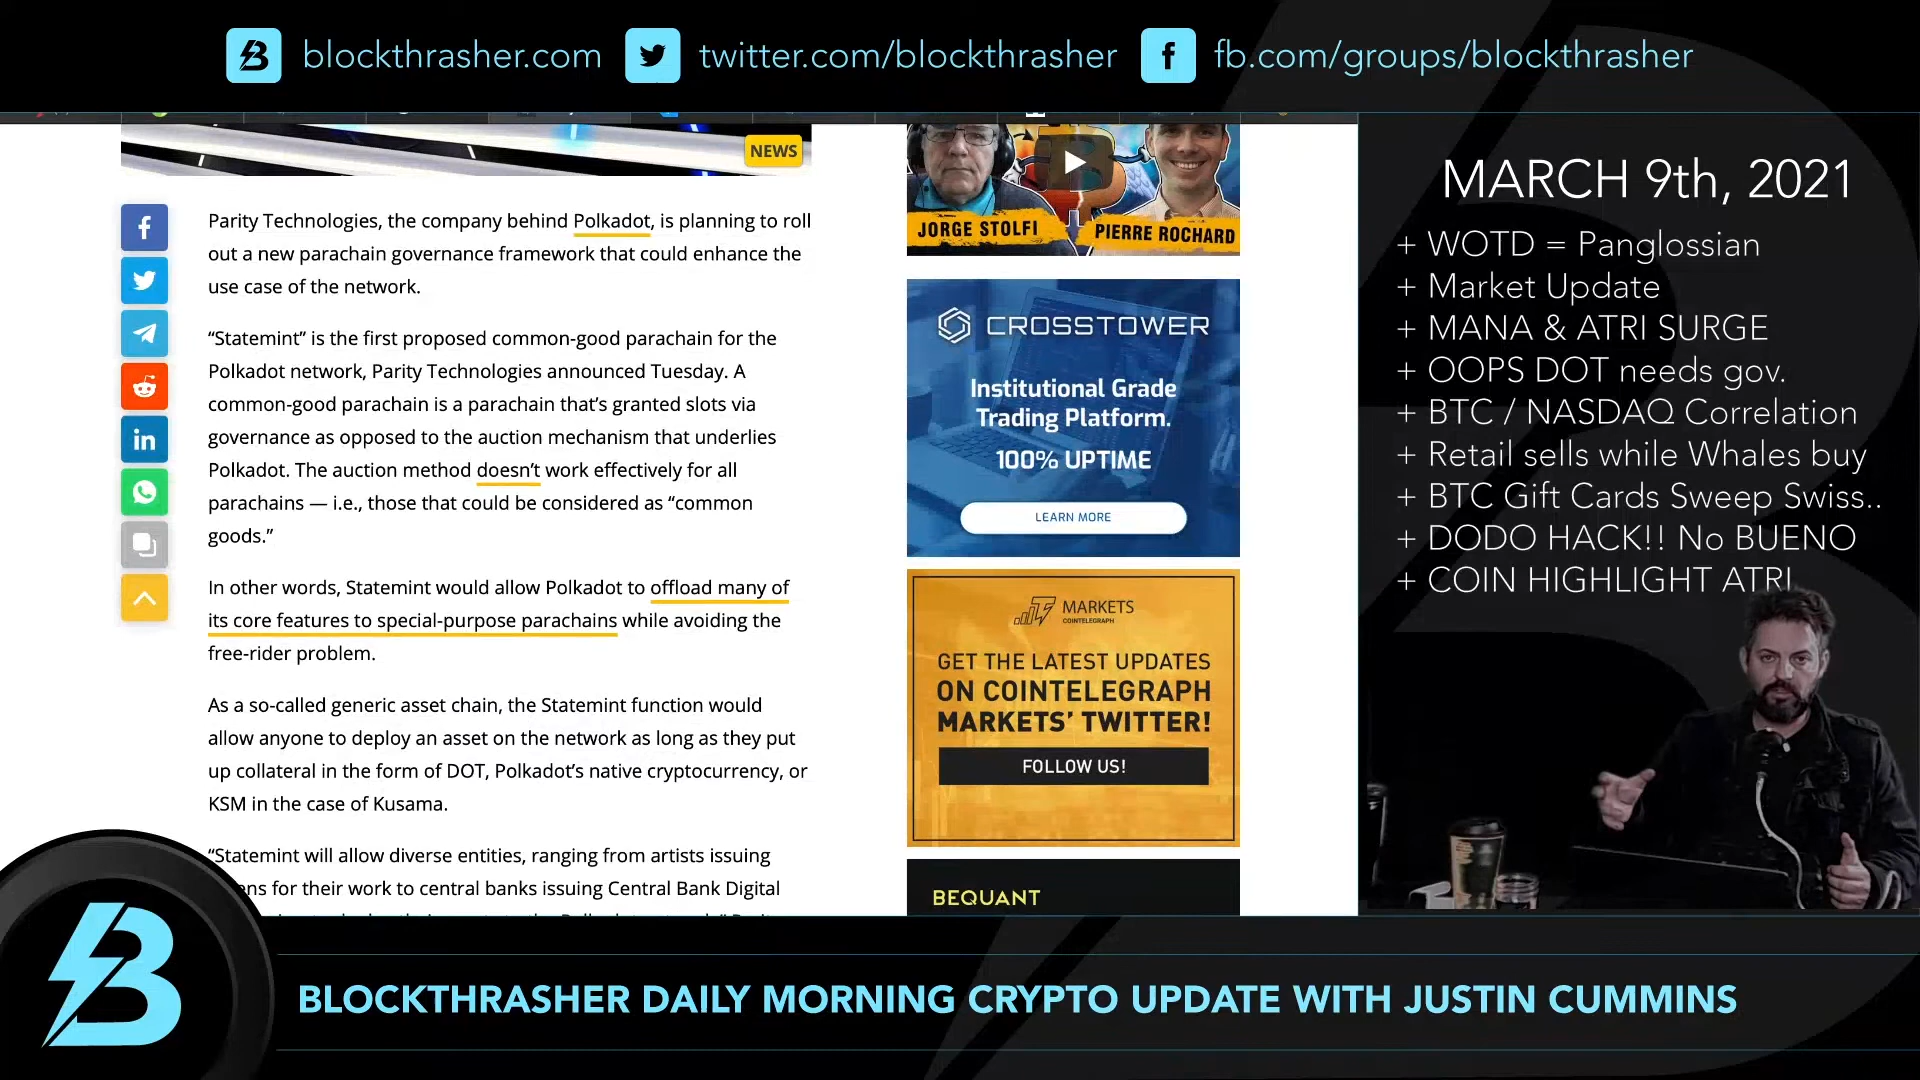 blockthrasher.com
twitter.com/blockthrasher
fb.com/groups/blockthrasher
NEWS
Parity Technologies, the company behind Polkadot, is planning to roll
out a new parachain governance framework that could enhance the
use case of the network.
“Statemint” is the first proposed common-good parachain for the
Polkadot network, Parity Technologies announced Tuesday. A
common-good parachain is a parachain that’s granted slots via
governance as opposed to the auction mechanism that underlies
Polkadot. The auction method doesn’t work effectively for all
parachains — i.e., those that could be considered as “common
goods.”
In other words, Statemint would allow Polkadot to offload many of
its core features to special-purpose parachains while avoiding the
free-rider problem.
As a so-called generic asset chain, the Statemint function would
allow anyone to deploy an asset on the network as long as they put
up collateral in the form of DOT, Polkadot’s native cryptocurrency, or
KSM in the case of Kusama.
“Statemint will allow diverse entities, ranging from artists issuing
for their work to central banks issuing Central Bank Digital
JORGE STOLFI
PIERRE ROCHARD
CROSSTOWER
Institutional Grade
Trading Platform.
100% UPTIME
LEARN MORE
MARKETS
COINTELEGRAPH
GET THE LATEST UPDATES
ON COINTELEGRAPH
MARKETS’ TWITTER!
FOLLOW US!
BEQUANT
MARCH 9th, 2021
+ WOTD = Panglossian
+ Market Update
+ MANA & ATRI SURGE
+ OOPS DOT needs gov.
+ BTC / NASDAQ Correlation
+ Retail sells while Whales buy
+ BTC Gift Cards Sweep Swiss..
+ DODO HACK!! No BUENO
+ COIN HIGHLIGHT ATRI
B
BLOCKTHRASHER DAILY MORNING CRYPTO UPDATE WITH JUSTIN CUMMINS